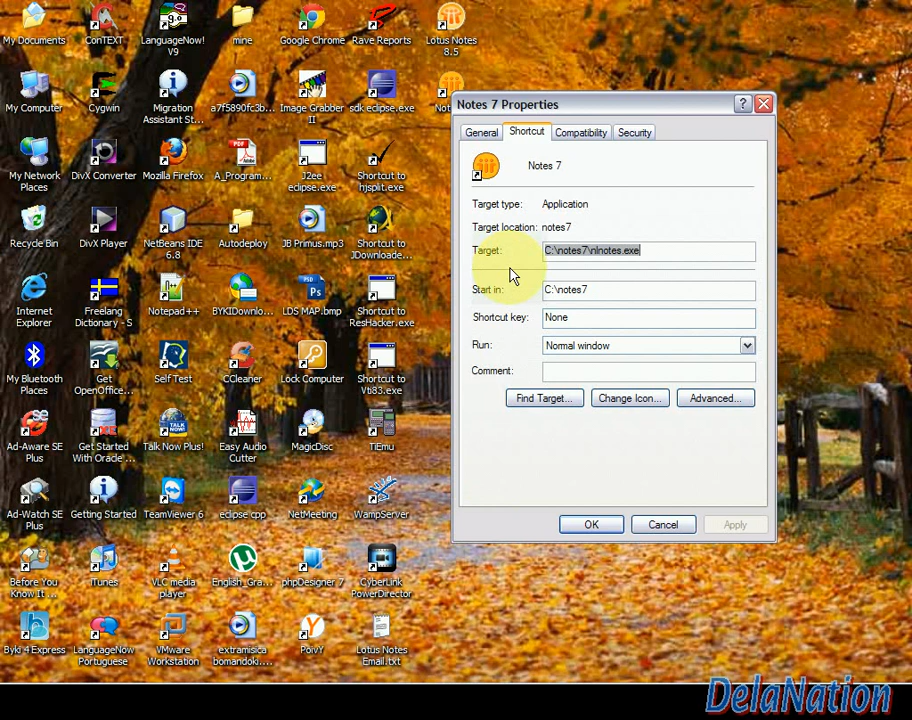 My Documents
ConTEXT
LanguageNow!
V9
mine
Google Chrome
Rave Reports
Lotus Notes
8.5
My Computer
Cygwin
Migration
Assistant St...
a7f5890fc3b...
Image Grabber
II
sdk eclipse.exe
My Network
Places
DivX Converter
Mozilla Firefox
A_Program...
J2ee
eclipse.exe
Shortcut to
hjsplit.exe
Recycle Bin
DivX Player
NetBeans IDE
6.8
Autodeploy
JB Primus.mp3
Shortcut to
JDownloade...
Internet
Explorer
Freelang
Dictionary - S
Notepad++
BYKIDownlo...
LDS MAP.bmp
Shortcut to
ResHacker.exe
My Bluetooth
Places
Get
OpenOffice...
Self Test
CCleaner
Lock Computer
Shortcut to
Vti83.exe
Ad-Aware SE
Plus
Get Started
With Oracle ...
Talk Now Plus!
Easy Audio
Cutter
MagicDisc
TiEmu
Ad-Watch SE
Plus
Getting Started
TeamViewer 6
eclipse cpp
NetMeeting
WampServer
Before You
Know It ...
iTunes
VLC media
player
English_Gra...
phpDesigner 7
CyberLink
PowerDirector
Byki 4 Express
LanguageNow
Portuguese
VMware
Workstation
extramisica
bomandoki....
PoivY
Lotus Notes
Email.txt
Notes 7 Properties
General
Shortcut
Compatibility
Security
Notes 7
Target type: Application
Target location: notes7
Target: C:\notes7\nlnotes.exe
Start in: C:\notes7
Shortcut key: None
Run: Normal window
Comment:
Find Target...
Change Icon...
Advanced...
OK
Cancel
Apply
DelaNation